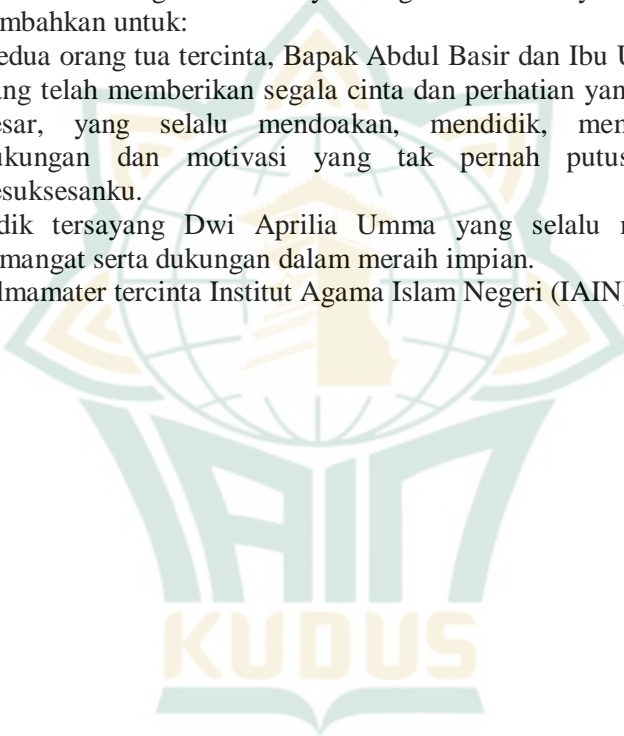 mbahkan untuk:
edua orang tua tercinta, Bapak Abdul Basir dan Ibu U
ang telah memberikan segala cinta dan perhatian yan
esar, yang selalu mendoakan, mendidik, men
ukungan dan motivasi yang tak pernah putus
esuksesanku.
dik tersayang Dwi Aprilia Umma yang selalu
mangat serta dukungan dalam meraih impian.
lmamater tercinta Institut Agama Islam Negeri (IAIN)
IAIN
KUDUS